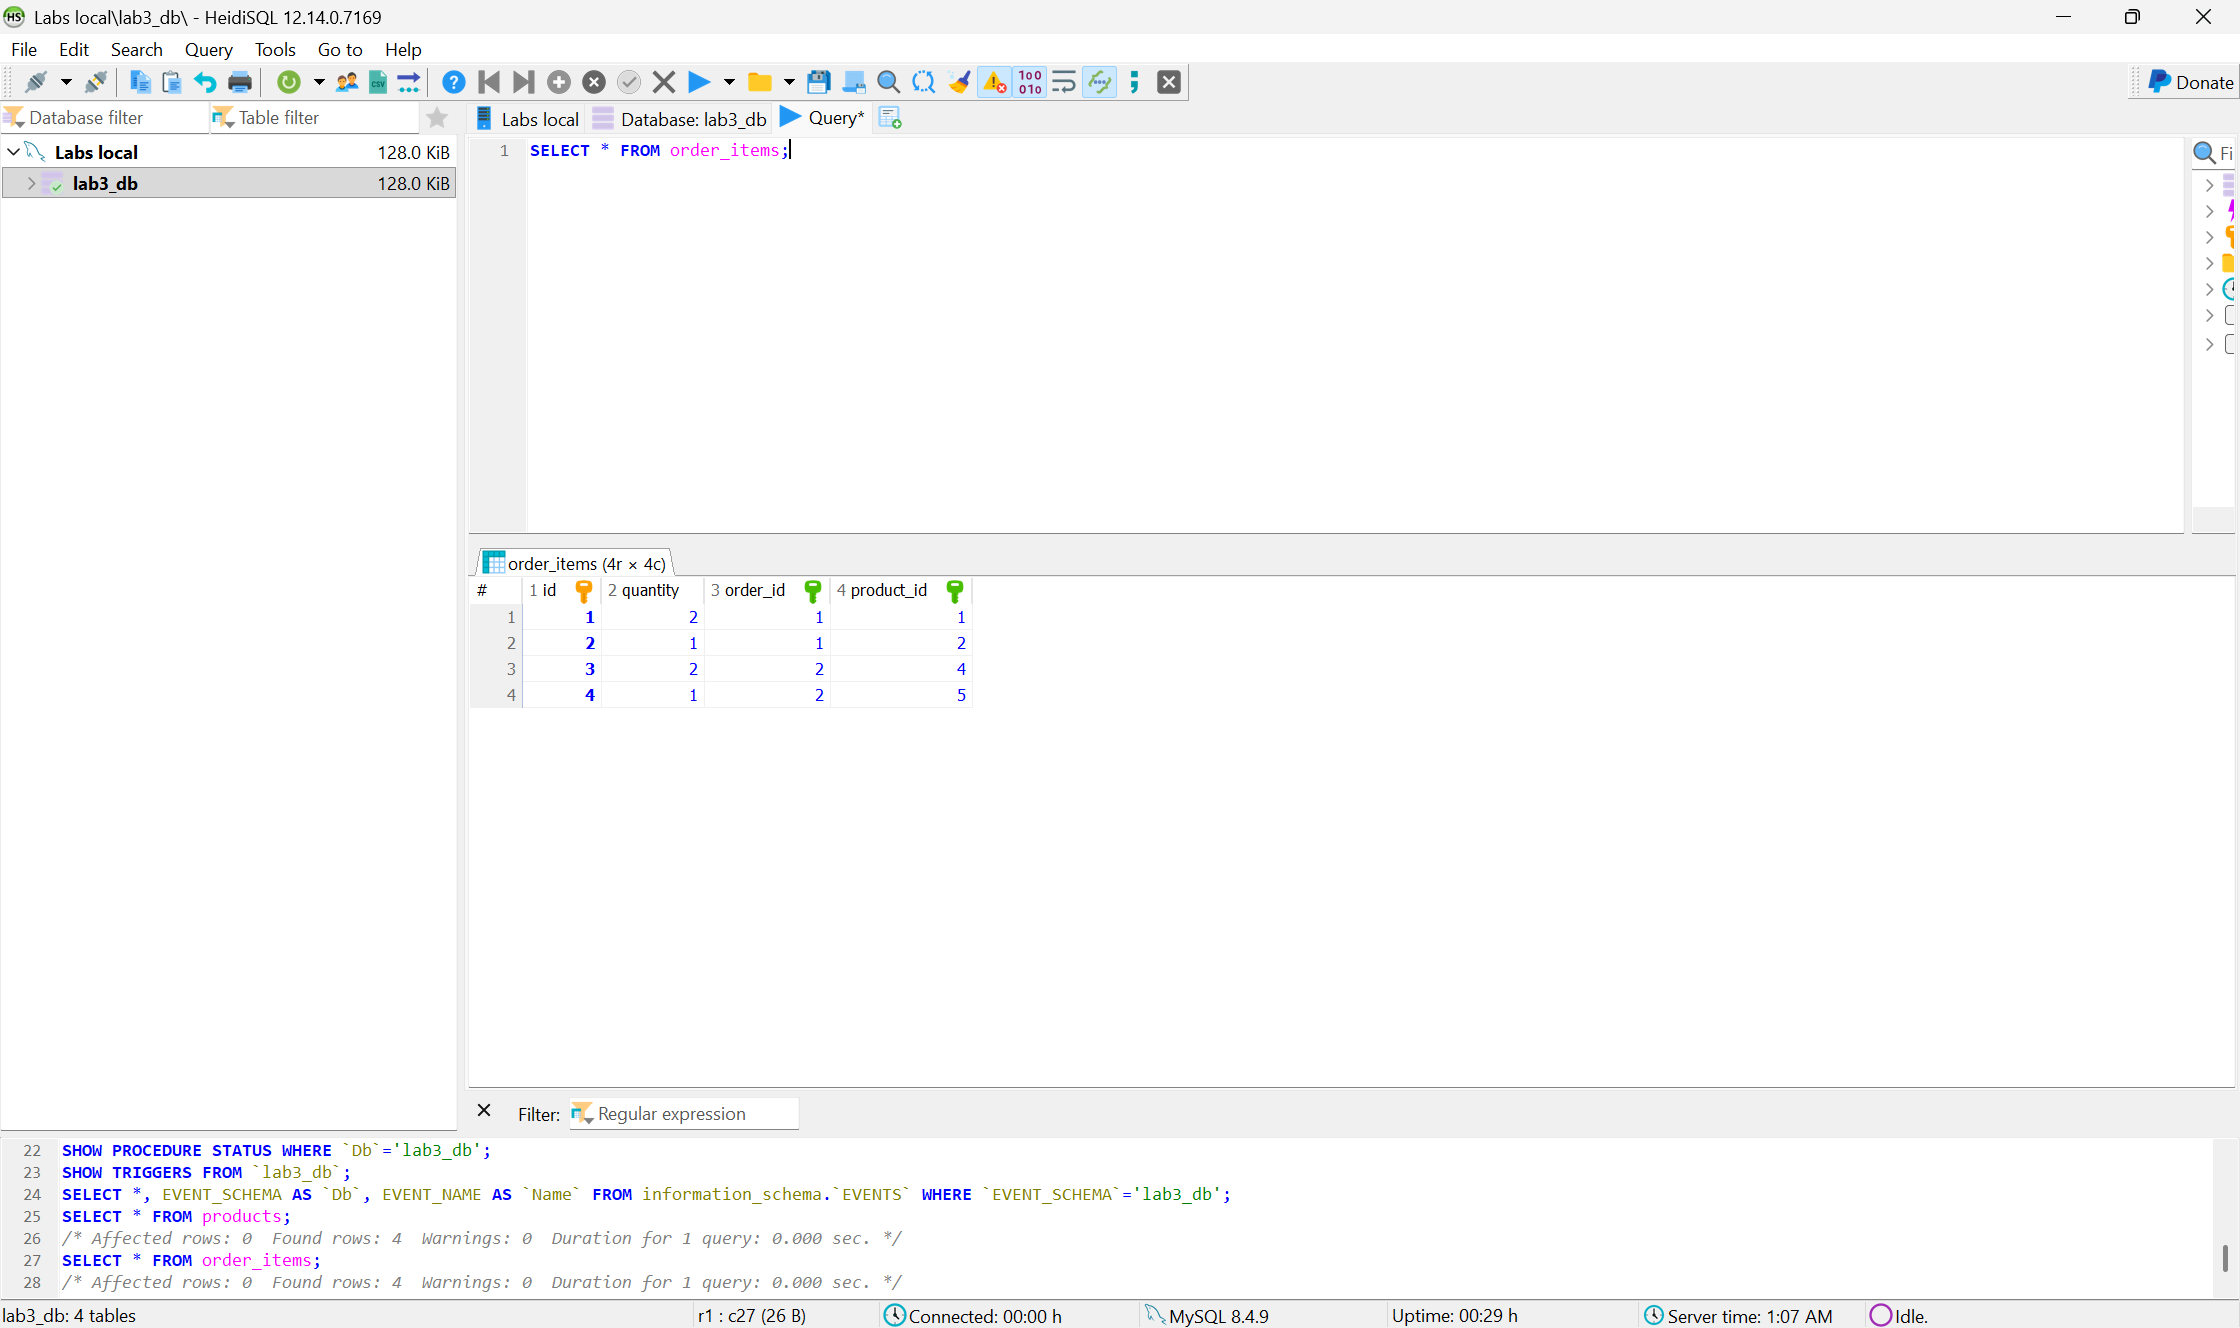 Labs local\lab3_db\ - HeidiSQL 12.14.0.7169
File Edit Search Query Tools Go to Help
Donate
Database filter Table filter
Labs local Database: lab3_db Query*
Labs local 128.0 KiB
lab3_db 128.0 KiB
1 SELECT * FROM order_items;
Fi
order_items (4r × 4c)
# 1 id 2 quantity 3 order_id 4 product_id
1 1 2 1 1
2 2 1 1 2
3 3 2 2 4
4 4 1 2 5
Filter: Regular expression
22 SHOW PROCEDURE STATUS WHERE `Db`='lab3_db';
23 SHOW TRIGGERS FROM `lab3_db`;
24 SELECT *, EVENT_SCHEMA AS `Db`, EVENT_NAME AS `Name` FROM information_schema.`EVENTS` WHERE `EVENT_SCHEMA`='lab3_db';
25 SELECT * FROM products;
26 /* Affected rows: 0 Found rows: 4 Warnings: 0 Duration for 1 query: 0.000 sec. */
27 SELECT * FROM order_items;
28 /* Affected rows: 0 Found rows: 4 Warnings: 0 Duration for 1 query: 0.000 sec. */
lab3_db: 4 tables r1 : c27 (26 B) Connected: 00:00 h MySQL 8.4.9 Uptime: 00:29 h Server time: 1:07 AM Idle.